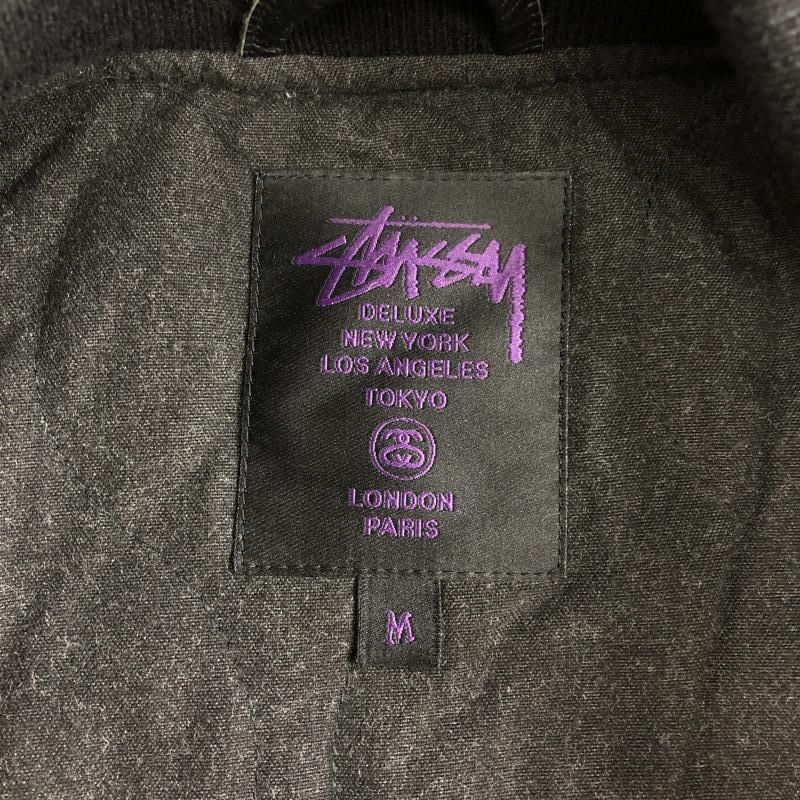 Stüssy
DELUXE
NEW YORK
LOS ANGELES
TOKYO
LONDON
PARIS
M